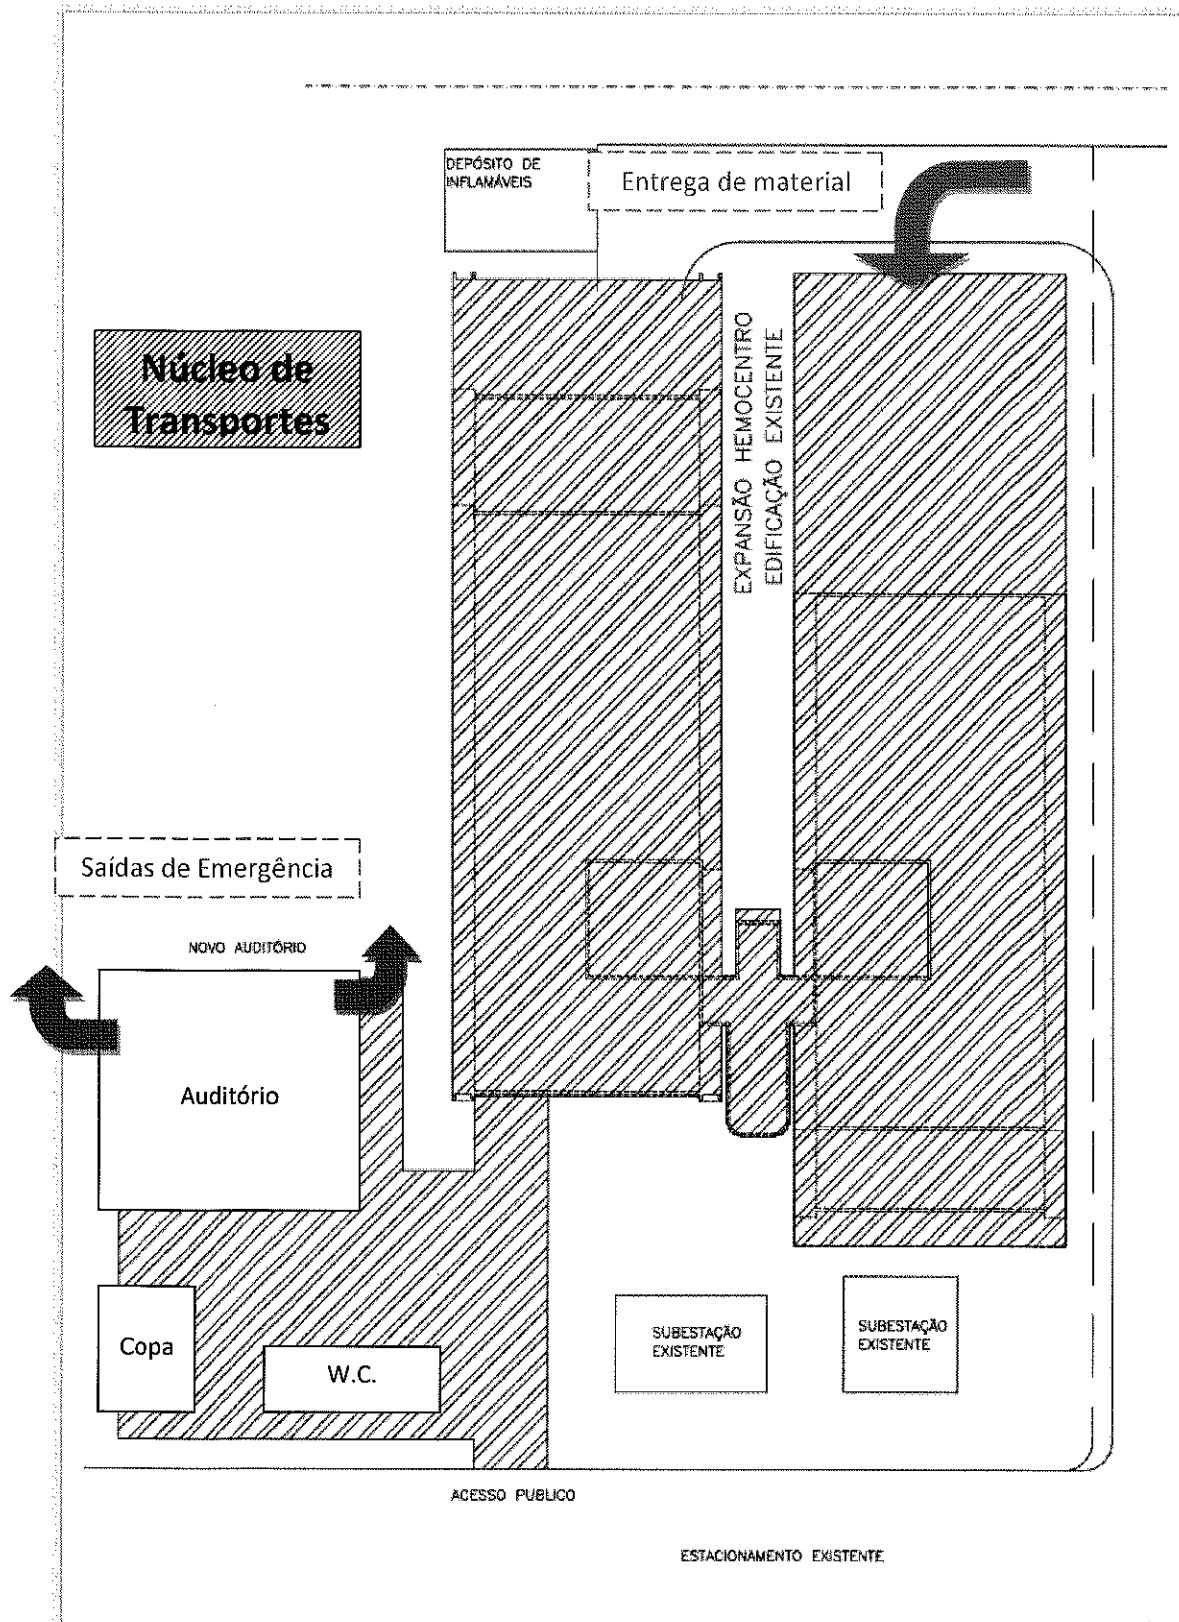 DEPÓSITO DE
INFLAMÁVEIS
Entrega de material
Núcleo de
Transportes
EXPANSÃO HEMOCENTRO
EDIFICAÇÃO EXISTENTE
Saídas de Emergência
NOVO AUDITÓRIO
Auditório
Copa
W.C.
SUBESTAÇÃO
EXISTENTE
SUBESTAÇÃO
EXISTENTE
ACESSO PUBLICO
ESTACIONAMENTO EXISTENTE